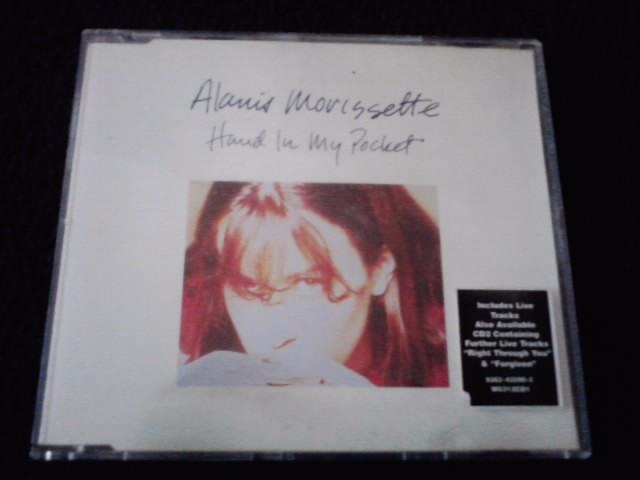 Alanis Morissette
Hand In My Pocket
Includes Live
Tracks
Also Available
CD2 Containing
Further Live Tracks
"Right Through You"
& "Forgiven"